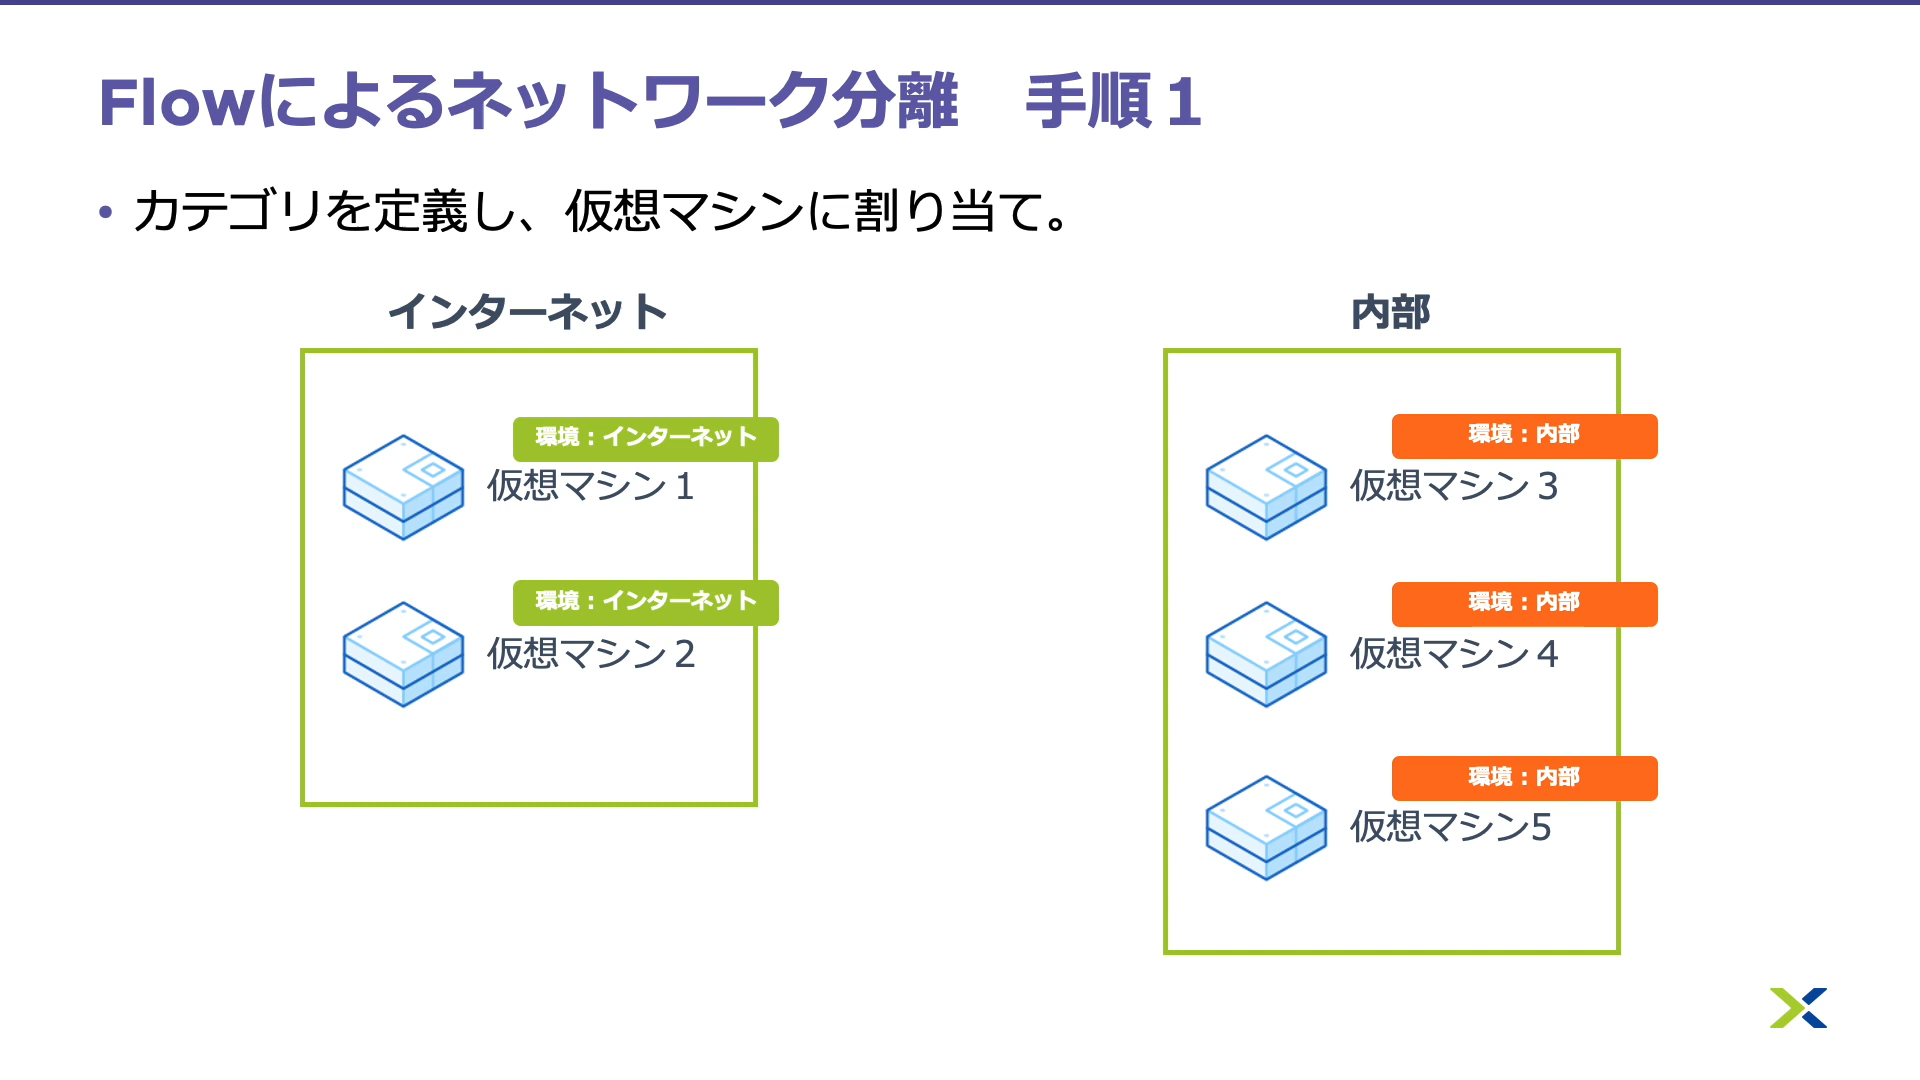 Flowによるネットワーク分離　手順１
• カテゴリを定義し、仮想マシンに割り当て。
インターネット
環境：インターネット
仮想マシン１
環境：インターネット
仮想マシン２
内部
環境：内部
仮想マシン３
環境：内部
仮想マシン４
環境：内部
仮想マシン5